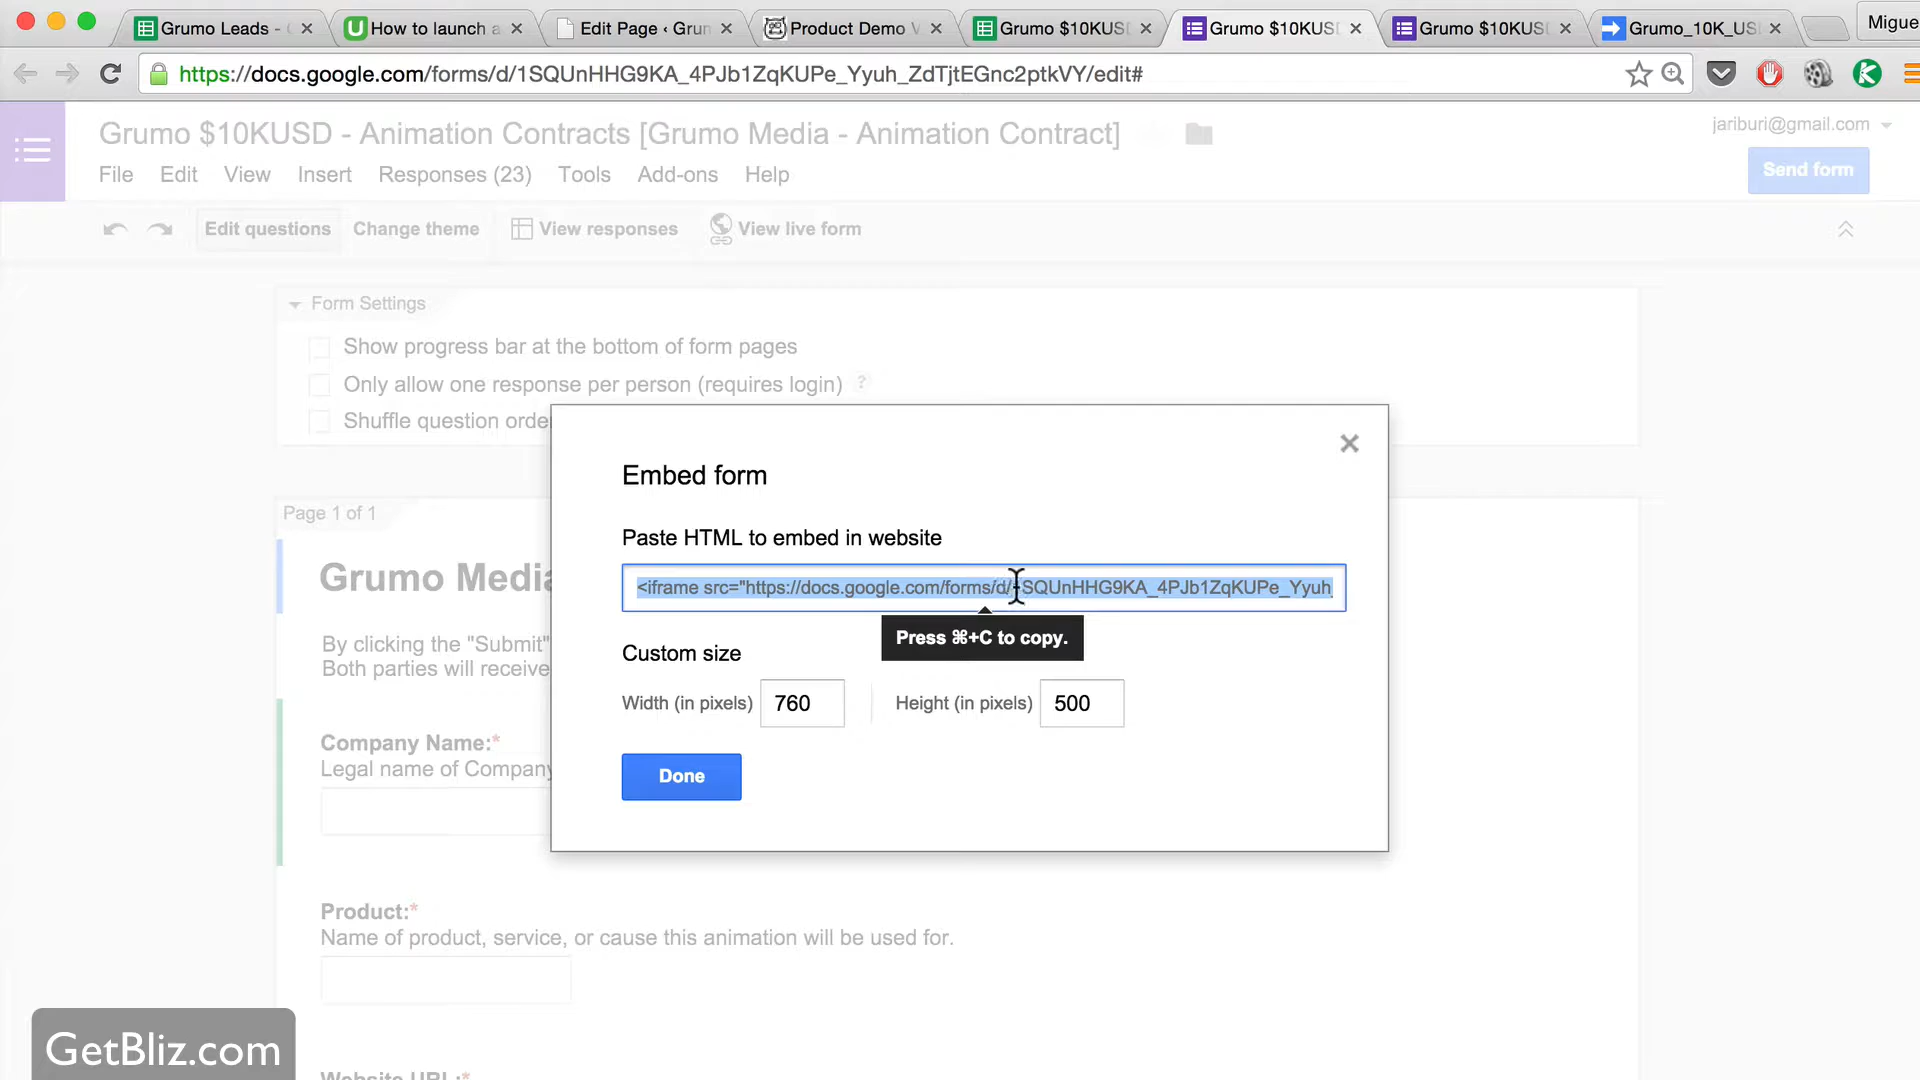 Grumo Leads -
How to launch a
Edit Page ‹ Grun
Product Demo V
Grumo $10KUSD
Grumo $10KUSD
Grumo $10KUSD
Grumo_10K_US
Migue
https://docs.google.com/forms/d/1SQUnHHG9KA_4PJb1ZqKUPe_Yyuh_ZdTjtEGnc2ptkVY/edit#
Grumo $10KUSD - Animation Contracts [Grumo Media - Animation Contract]
jariburi@gmail.com
File Edit View Insert Responses (23) Tools Add-ons Help
Send form
Edit questions Change theme View responses View live form
Form Settings
Show progress bar at the bottom of form pages
Only allow one response per person (requires login) ?
Shuffle question orde
Embed form
Page 1 of 1
Paste HTML to embed in website
Grumo Media
<iframe src="https://docs.google.com/forms/d/1SQUnHHG9KA_4PJb1ZqKUPe_Yyuh_
Press ⌘+C to copy.
By clicking the "Submit"
Both parties will receive
Custom size
Width (in pixels) 760 Height (in pixels) 500
Company Name:*
Legal name of Company
Done
Product:*
Name of product, service, or cause this animation will be used for.
GetBliz.com
Website URL:*